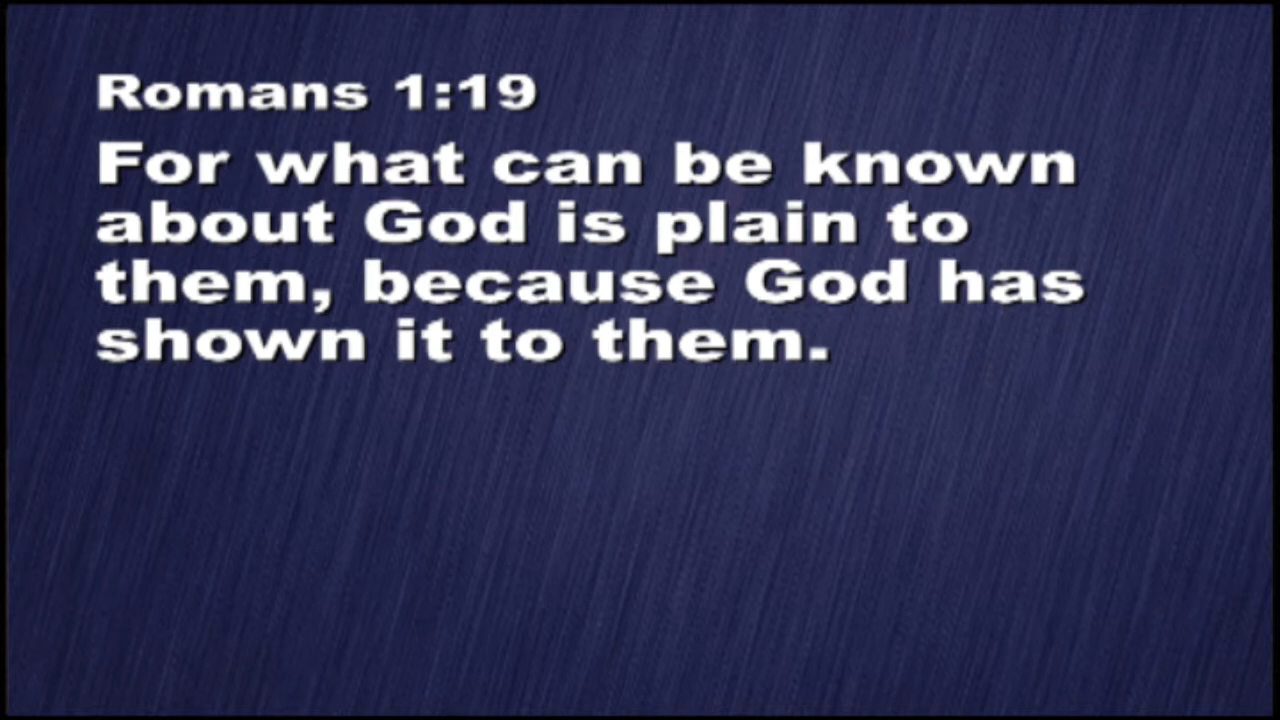 Romans 1:19
For what can be known
about God is plain to
them, because God has
shown it to them.